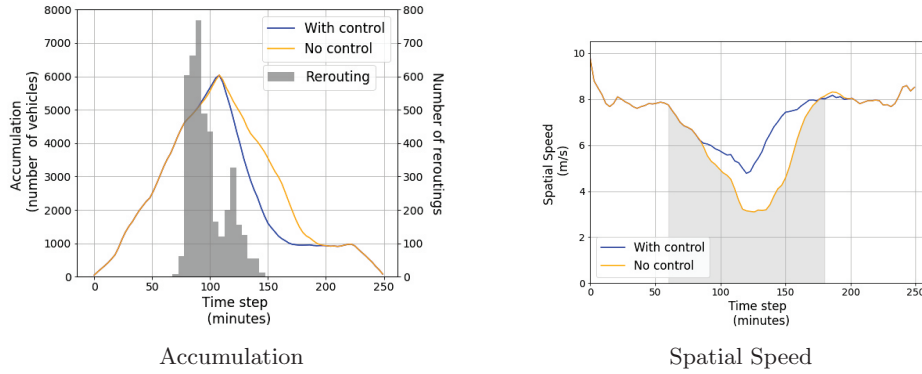 8000
7000
6000
5000
4000
3000
2000
1000
0
Accumulation
(number of vehicles)
800
700
600
500
400
300
200
100
0
Number of reroutings
With control
No control
Rerouting
0 50 100 150 200 250
Time step
(minutes)
Accumulation
10
8
6
4
2
0
Spatial Speed
(m/s)
With control
No control
0 50 100 150 200 250
Time step
(minutes)
Spatial Speed